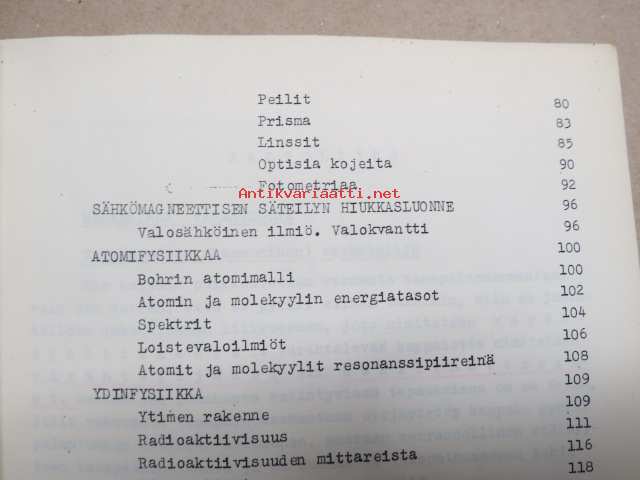 Peilit 80
Prisma 83
Linssit 85
Optisia kojeita 90
Fotometriaa 92
Antikvariaatti.net
SÄHKÖMAGNEETTISEN SÄTEILYN HIUKKASLUONNE 96
Valosähköinen ilmiö. Valokvantti 96
ATOMIFYSIIKKAA 100
Bohrin atomimalli 100
Atomin ja molekyylin energiatasot 102
Spektrit 104
Loistevaloilmiöt 106
Atomit ja molekyylit resonanssipiireinä 108
YDINFYSIIKKA 109
Ytimen rakenne 109
Radioaktiivisuus 111
Radioaktiivisuuden mittareista 116
118